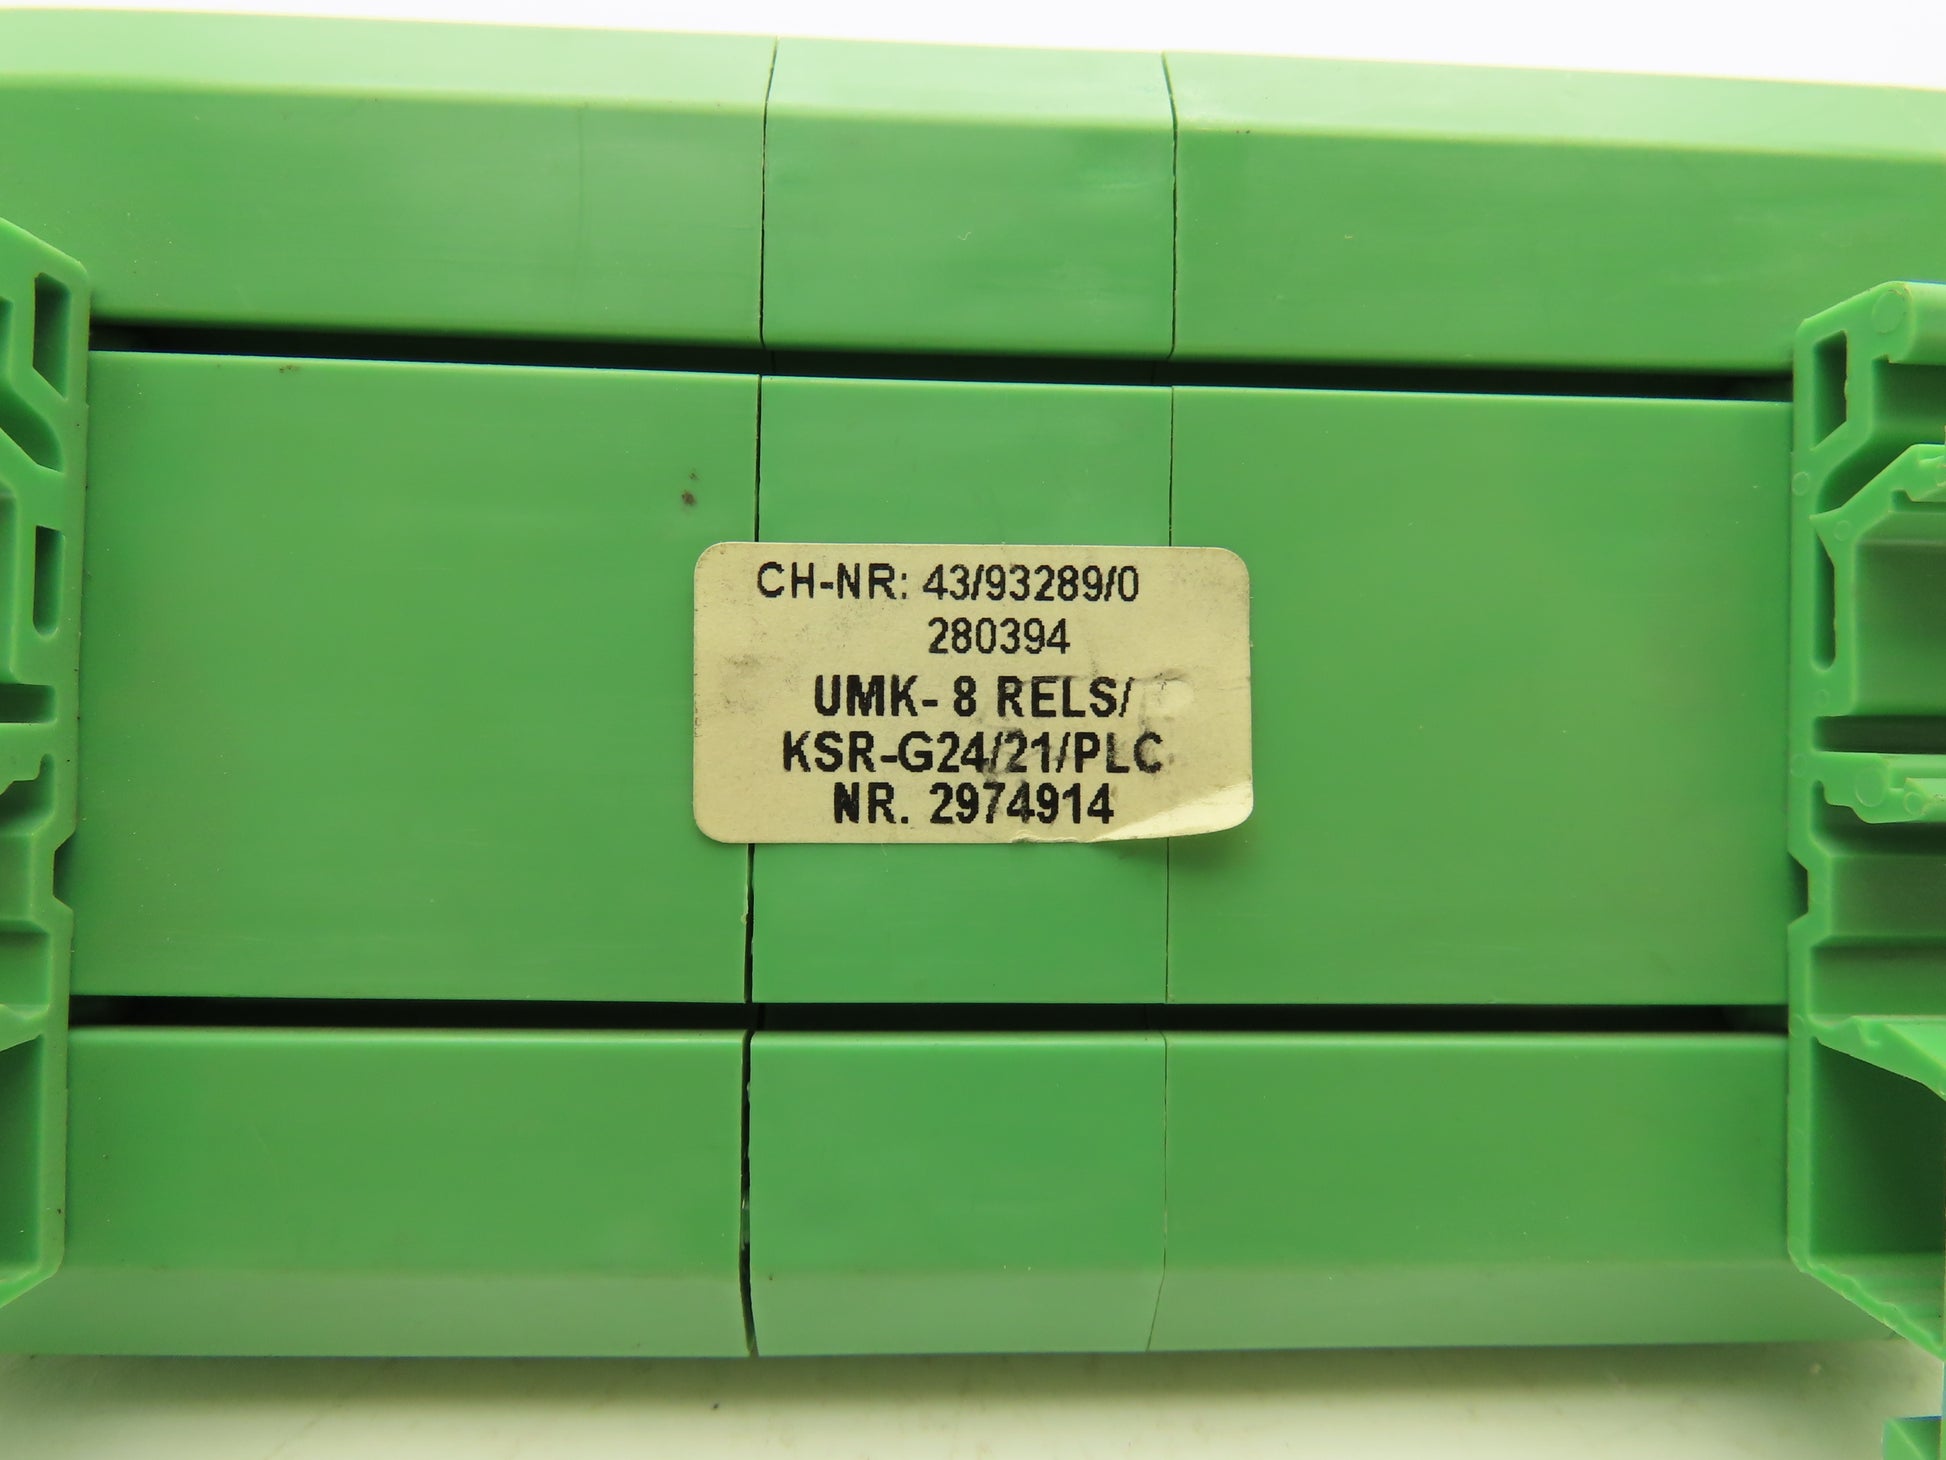 CH-NR: 43/93289/0
280394
UMK- 8 RELS/
KSR-G24/21/PLC
NR. 2974914